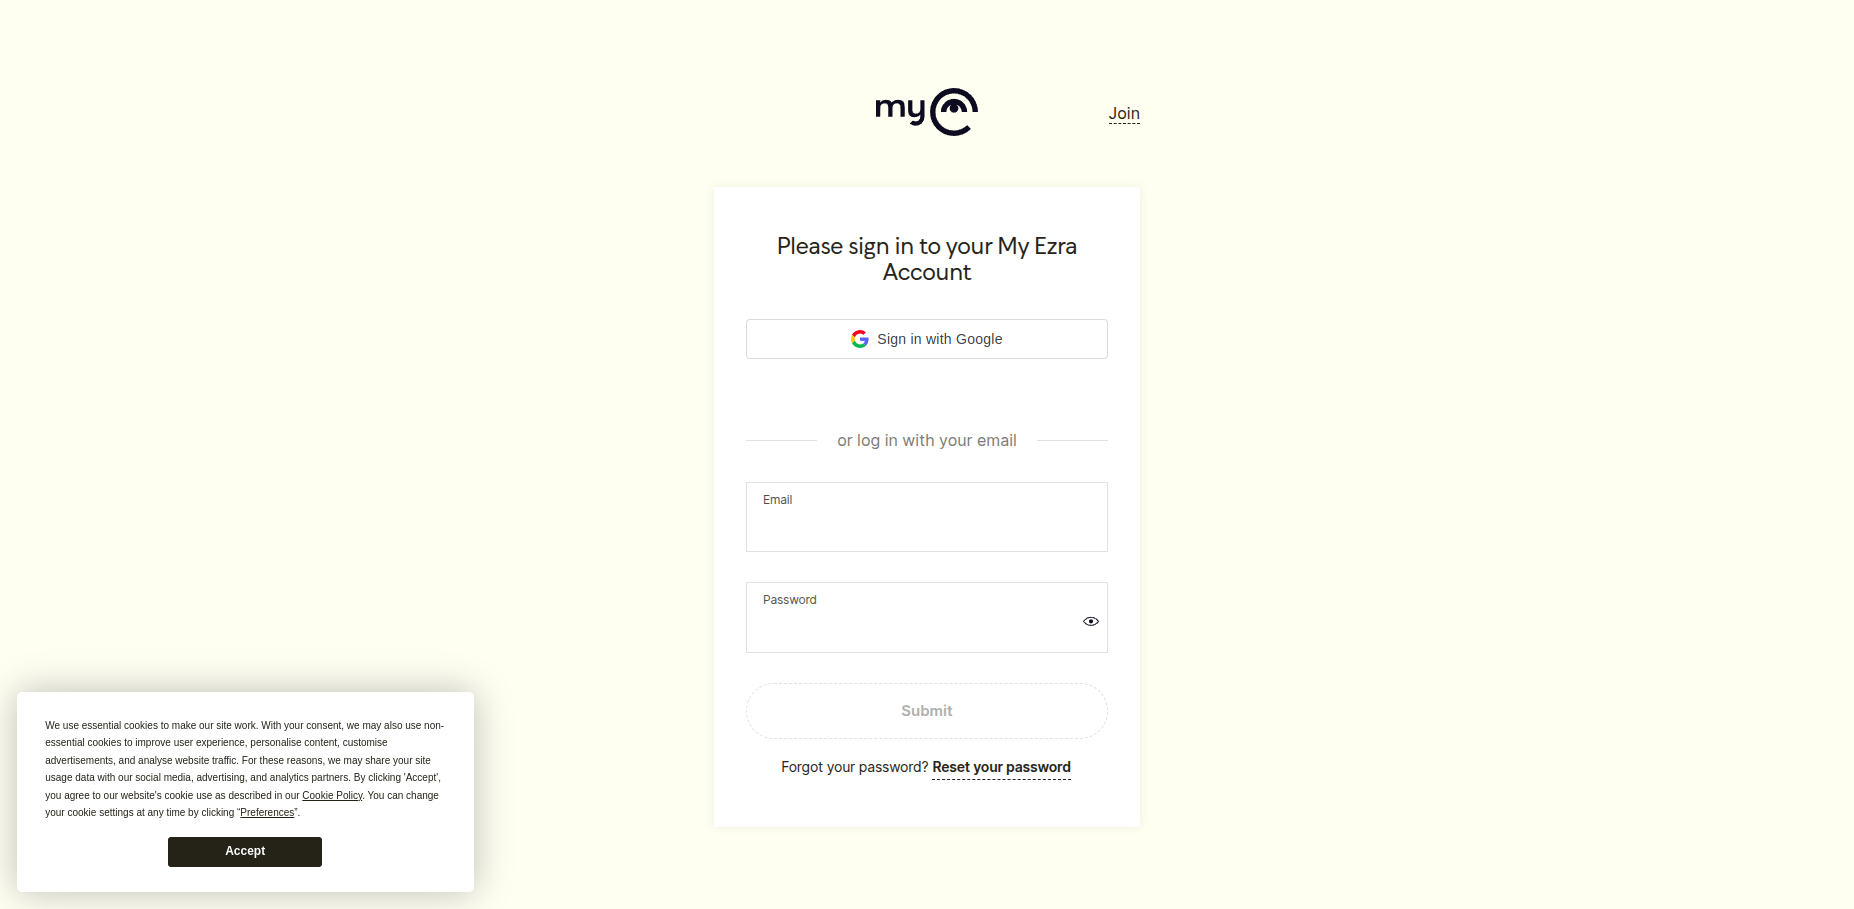 my
Join
Please sign in to your My Ezra
Account
Sign in with Google
or log in with your email
Email
Password
Submit
Forgot your password? Reset your password
We use essential cookies to make our site work. With your consent, we may also use non-
essential cookies to improve user experience, personalise content, customise
advertisements, and analyse website traffic. For these reasons, we may share your site
usage data with our social media, advertising, and analytics partners. By clicking 'Accept',
you agree to our website's cookie use as described in our Cookie Policy. You can change
your cookie settings at any time by clicking “Preferences”.
Accept